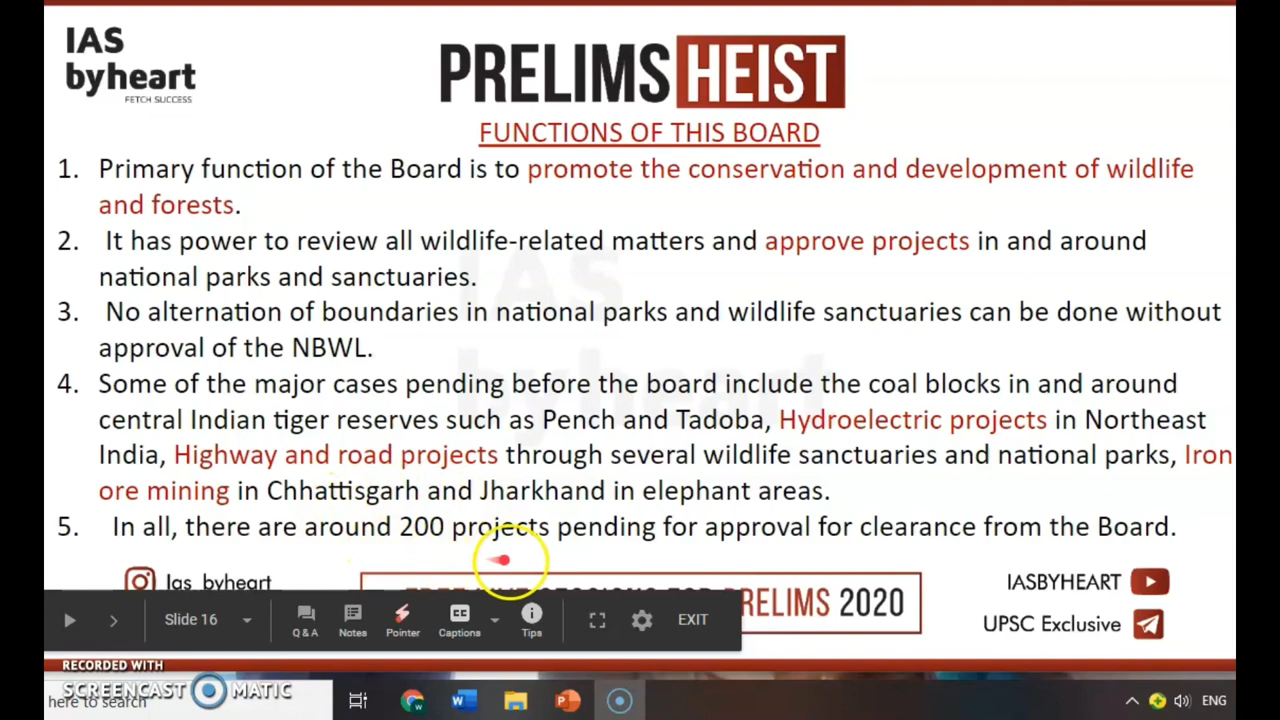 IAS
byheart
FETCH SUCCESS
PRELIMS HEIST
FUNCTIONS OF THIS BOARD
1. Primary function of the Board is to promote the conservation and development of wildlife
and forests.
2. It has power to review all wildlife-related matters and approve projects in and around
national parks and sanctuaries.
3. No alternation of boundaries in national parks and wildlife sanctuaries can be done without
approval of the NBWL.
4. Some of the major cases pending before the board include the coal blocks in and around
central Indian tiger reserves such as Pench and Tadoba, Hydroelectric projects in Northeast
India, Highway and road projects through several wildlife sanctuaries and national parks, Iron
ore mining in Chhattisgarh and Jharkhand in elephant areas.
5. In all, there are around 200 projects pending for approval for clearance from the Board.
IAS
byheart
Ias_byheart
PRELIMS 2020
IASBYHEART
UPSC Exclusive
Slide 16
Q & A
Notes
Pointer
CC
Captions
Tips
EXIT
RECORDED WITH
SCREENCAST MATIC
here to search
ENG